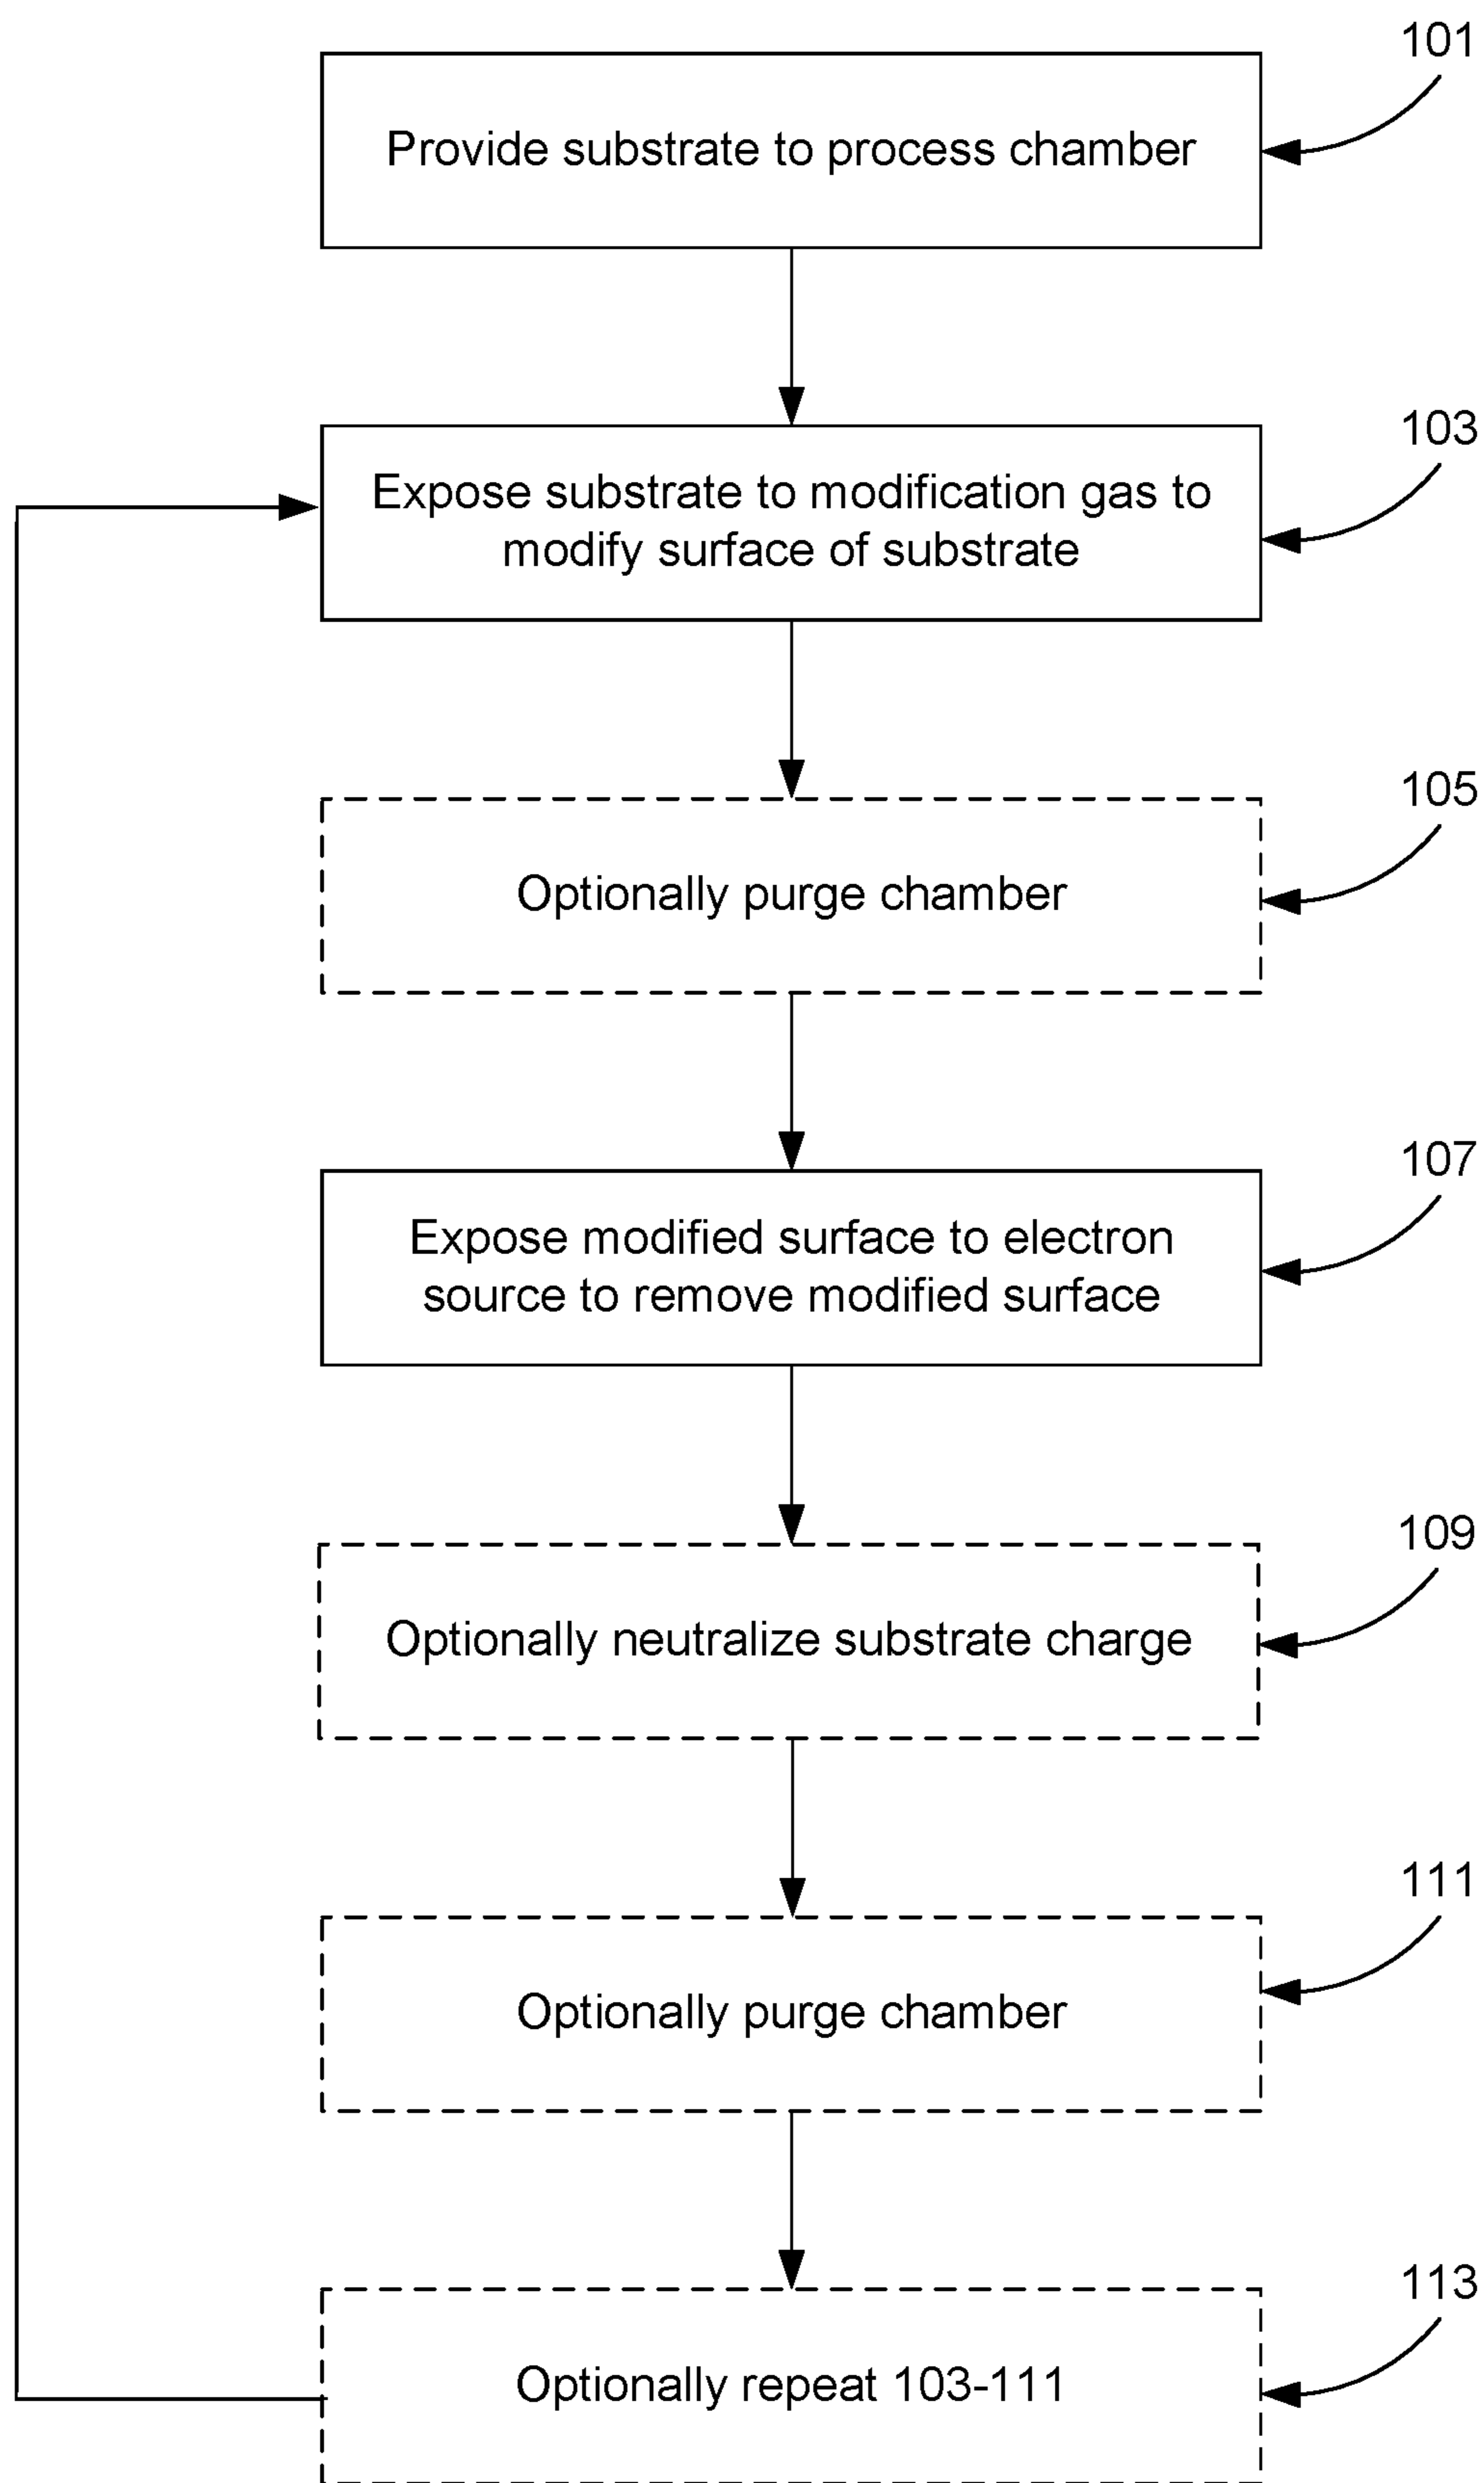 101
Provide substrate to process chamber
103
Expose substrate to modification gas to
modify surface of substrate
105
Optionally purge chamber
107
Expose modified surface to electron
source to remove modified surface
109
Optionally neutralize substrate charge
111
Optionally purge chamber
113
Optionally repeat 103-111